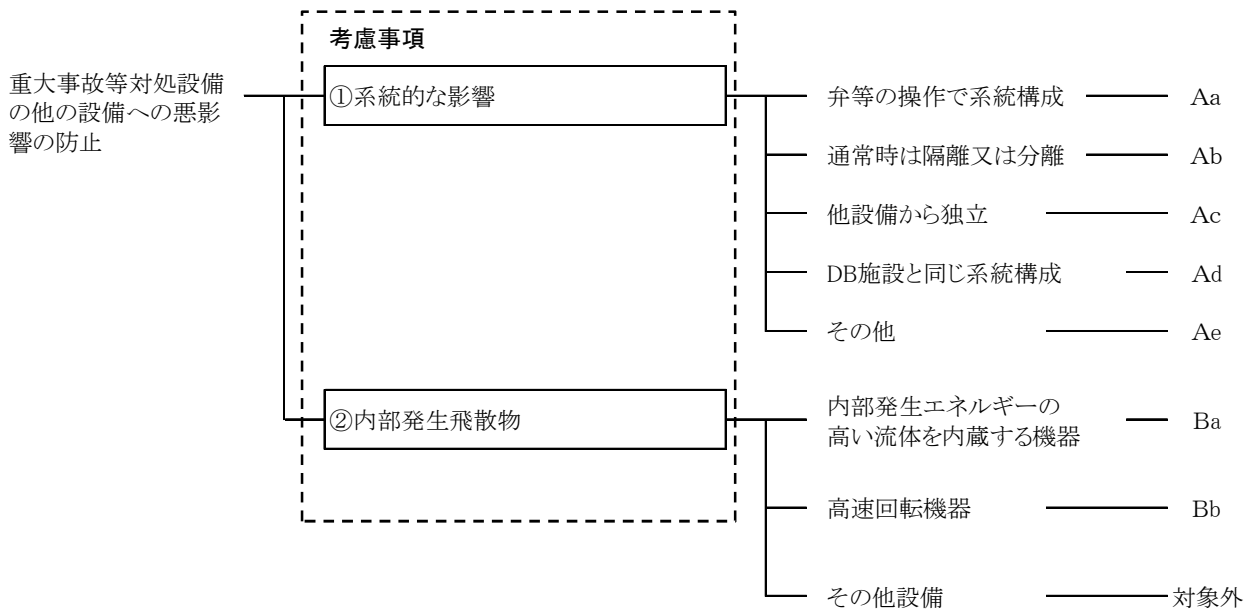 考慮事項
重大事故等対処設備
の他の設備への悪影
響の防止
①系統的な影響
弁等の操作で系統構成 Aa
通常時は隔離又は分離 Ab
他設備から独立 Ac
DB施設と同じ系統構成 Ad
その他 Ae
②内部発生飛散物
内部発生エネルギーの
高い流体を内蔵する機器 Ba
高速回転機器 Bb
その他設備 対象外